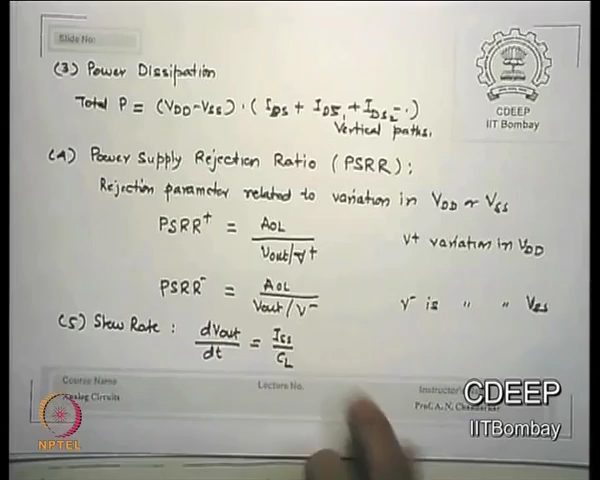 Slide No:
(3) Power Dissipation
Total P = (VDD-VSS) · ( IDS + IDS1 + IDS2 - · )
Vertical paths.
CDEEP
IIT Bombay
(4) Power Supply Rejection Ratio (PSRR):
Rejection parameter related to variation in VDD or VSS
PSRR+ = AOL / Vout/V+ V+ variation in VDD
PSRR- = AOL / Vout/V- V- is " " VSS
(5) Slew Rate : dVout/dt = ISS/CL
Course Name
Lecture No.
Analog Circuits
Prof. A. N. Chandorkar
CDEEP
IITBombay
NPTEL